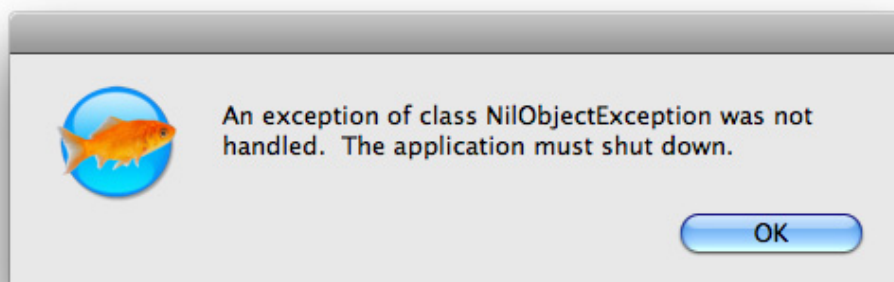 An exception of class NilObjectException was not
handled.  The application must shut down.
OK